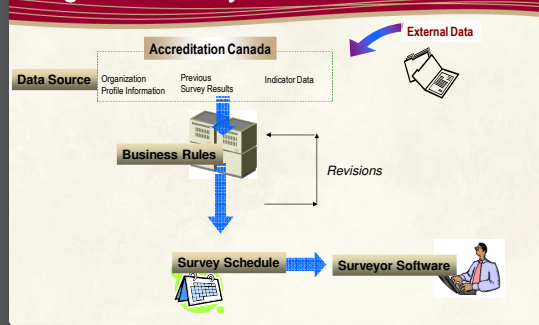 External Data
Accreditation Canada
Data Source
Organization
Profile Information
Previous
Survey Results
Indicator Data
Business Rules
Revisions
Survey Schedule
Surveyor Software